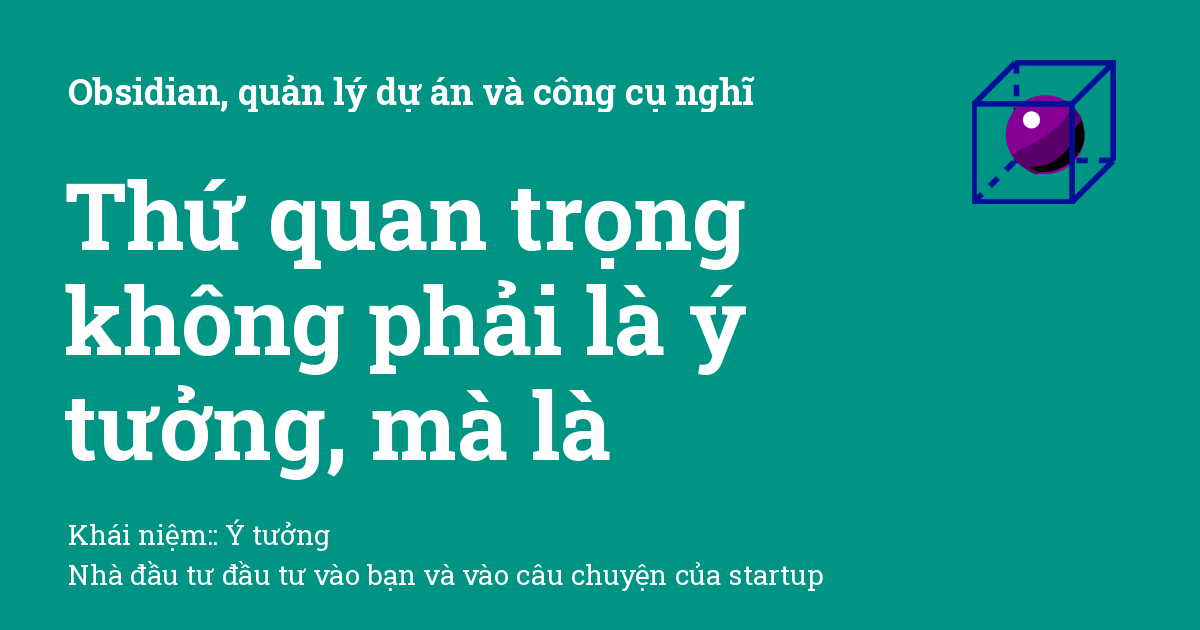 Obsidian, quản lý dự án và công cụ nghĩ
Thứ quan trọng
không phải là ý
tưởng, mà là
Khái niệm:: Ý tưởng
Nhà đầu tư đầu tư vào bạn và vào câu chuyện của startup